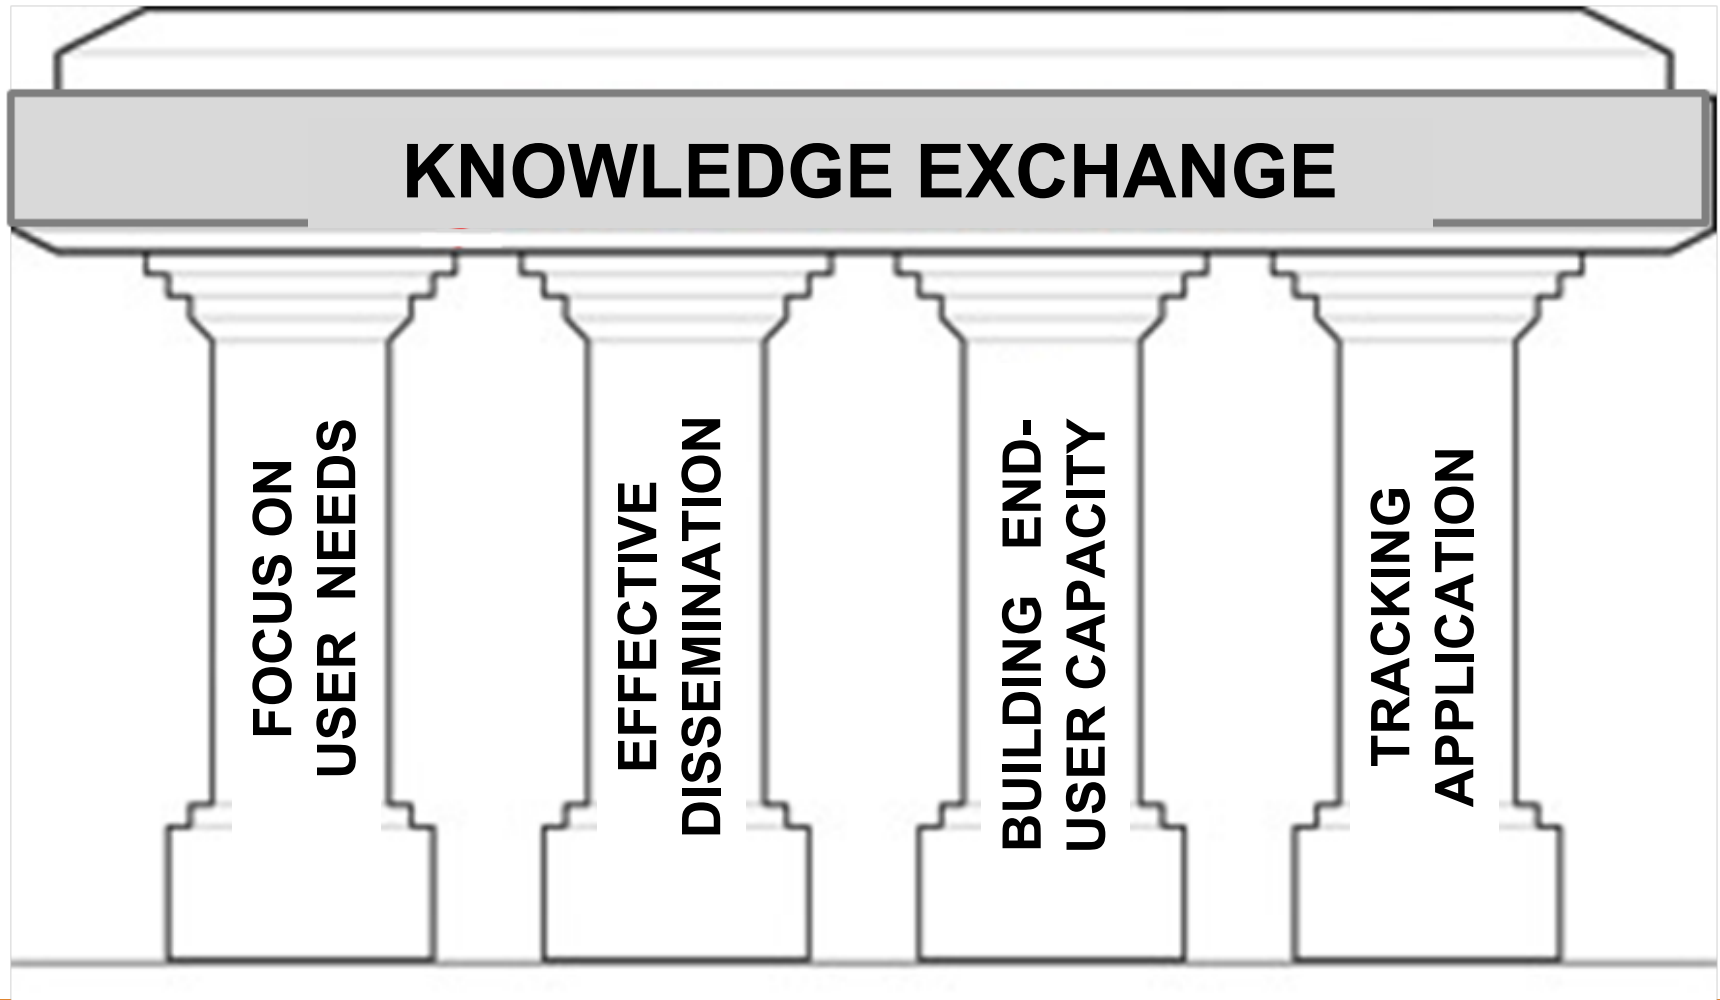 KNOWLEDGE EXCHANGE
FOCUS ON
USER NEEDS
EFFECTIVE
DISSEMINATION
BUILDING END-
USER CAPACITY
TRACKING
APPLICATION